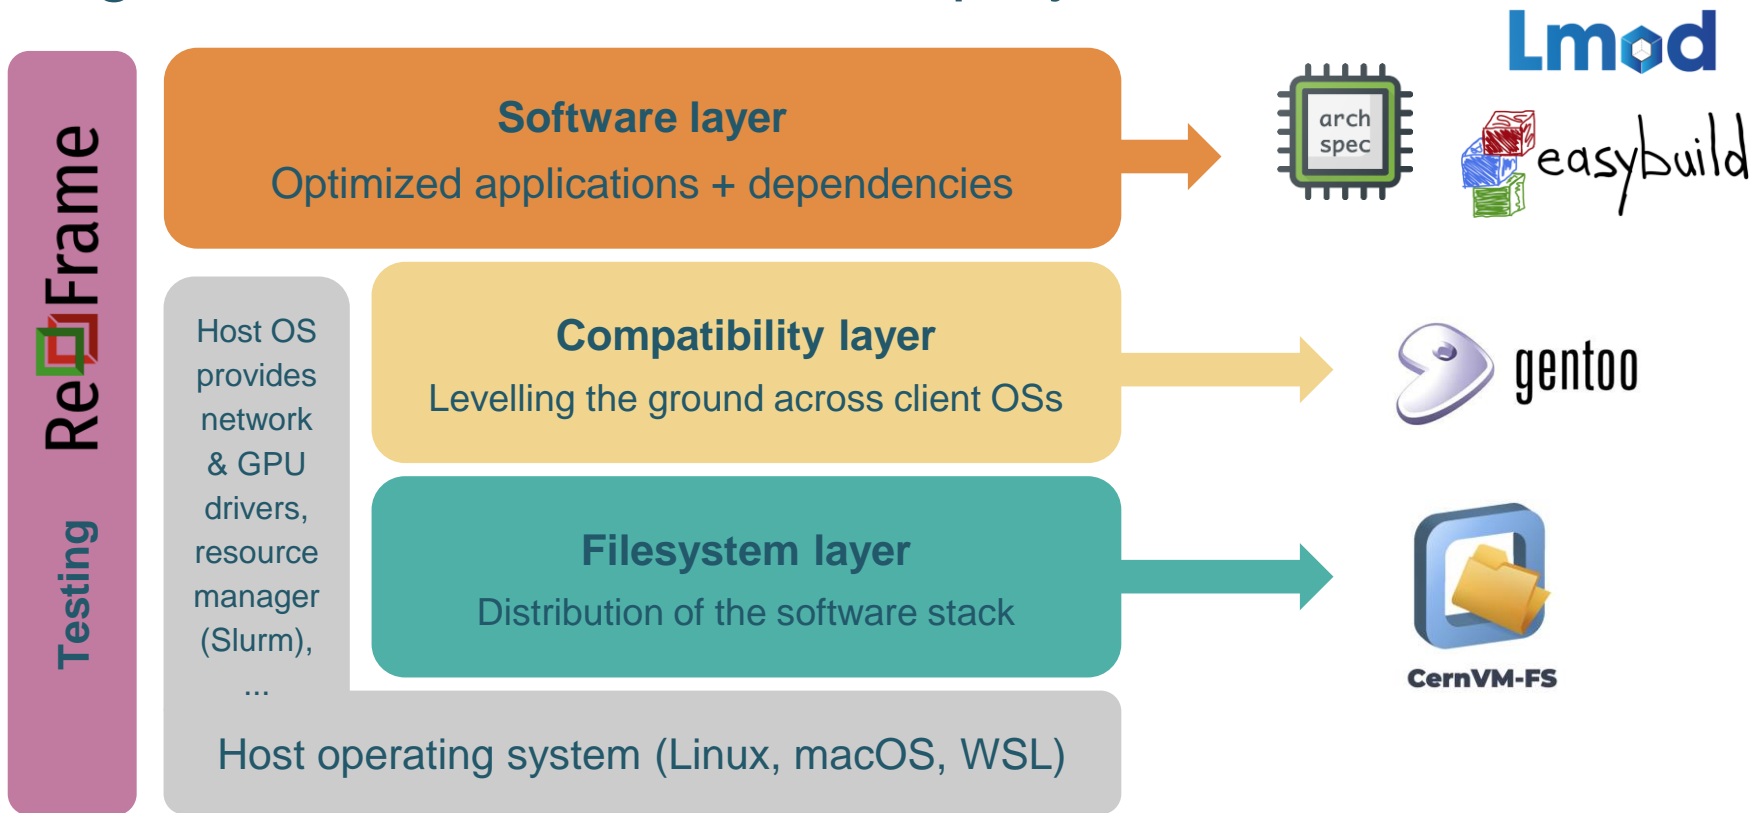 Lmod
Software layer
Optimized applications + dependencies
arch
spec
easybuild
ReFrame
Testing
Host OS
provides
network
& GPU
drivers,
resource
manager
(Slurm),
...
Compatibility layer
Levelling the ground across client OSs
gentoo
Filesystem layer
Distribution of the software stack
CernVM-FS
Host operating system (Linux, macOS, WSL)